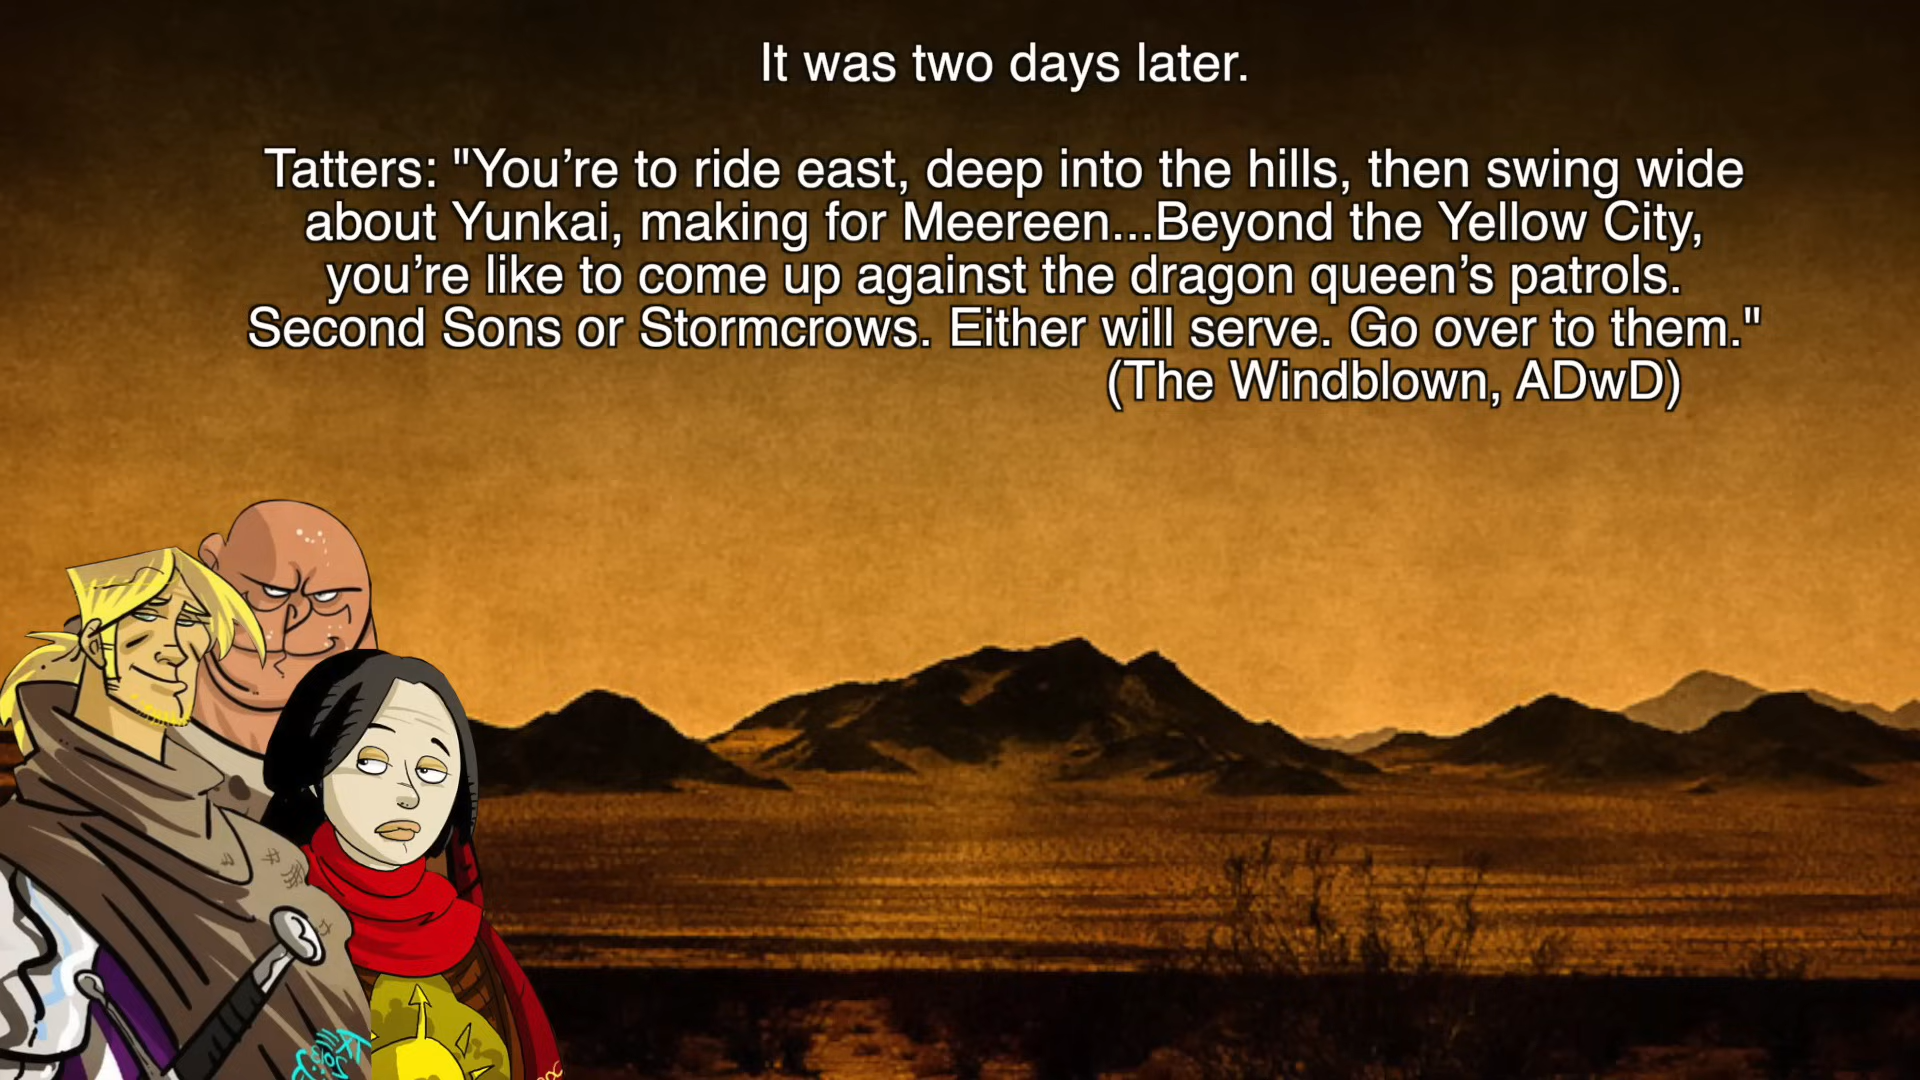 It was two days later.
Tatters: "You’re to ride east, deep into the hills, then swing wide
about Yunkai, making for Meereen...Beyond the Yellow City,
you’re like to come up against the dragon queen’s patrols.
Second Sons or Stormcrows. Either will serve. Go over to them."
(The Windblown, ADwD)